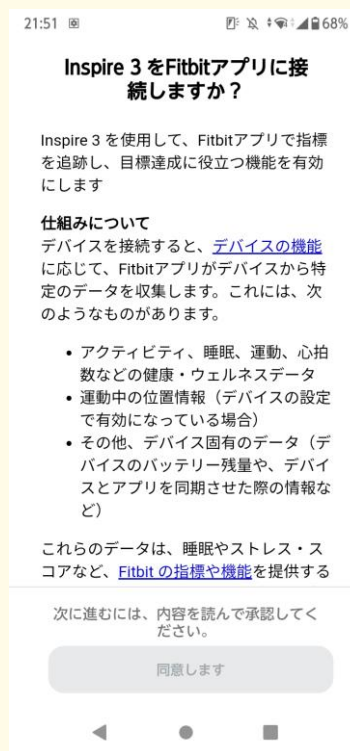 21:51
68%
Inspire 3 をFitbitアプリに接
続しますか？
Inspire 3 を使用して、Fitbitアプリで指標
を追跡し、目標達成に役立つ機能を有効
にします
仕組みについて
デバイスを接続すると、デバイスの機能
に応じて、Fitbitアプリがデバイスから特
定のデータを収集します。これには、次
のようなものがあります。
• アクティビティ、睡眠、運動、心拍
数などの健康・ウェルネスデータ
• 運動中の位置情報（デバイスの設定
で有効になっている場合）
• その他、デバイス固有のデータ（デ
バイスのバッテリー残量や、デバイ
スとアプリを同期させた際の情報な
ど）
これらのデータは、睡眠やストレス・ス
コアなど、Fitbit の指標や機能を提供する
次に進むには、内容を読んで承認してく
ださい。
同意します